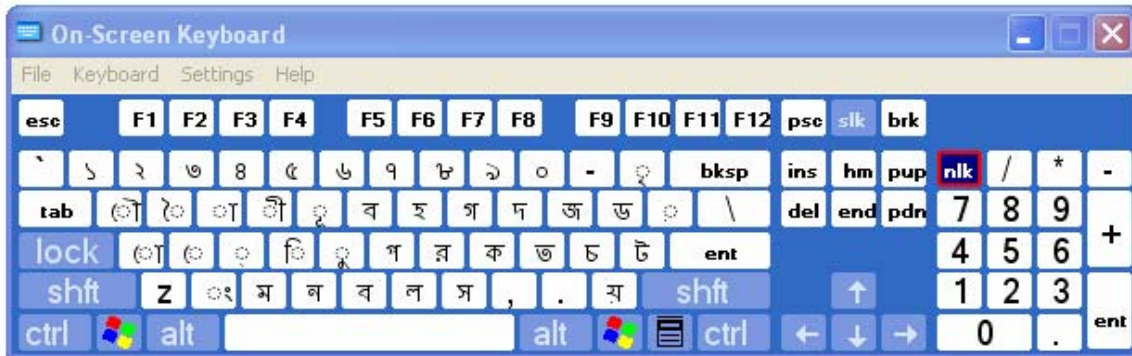 On-Screen Keyboard
File Keyboard Settings Help
esc F1 F2 F3 F4 F5 F6 F7 F8 F9 F10 F11 F12 psc slk brk
` ১ ২ ৩ 8 ৫ ৬ ৭ ৮ ৯ ০ - ৃ bksp ins hm pup nlk / * -
tab ৌ ৈ া ী ূ ব হ গ দ জ ড ় \ del end pdn 7 8 9 +
lock ো ে ্ ি ু প র ক ত চ ট ent 4 5 6
shft z ং ম ন ব ল স , . য shft ↑ 1 2 3 ent
ctrl alt alt ctrl ← ↓ → 0 .